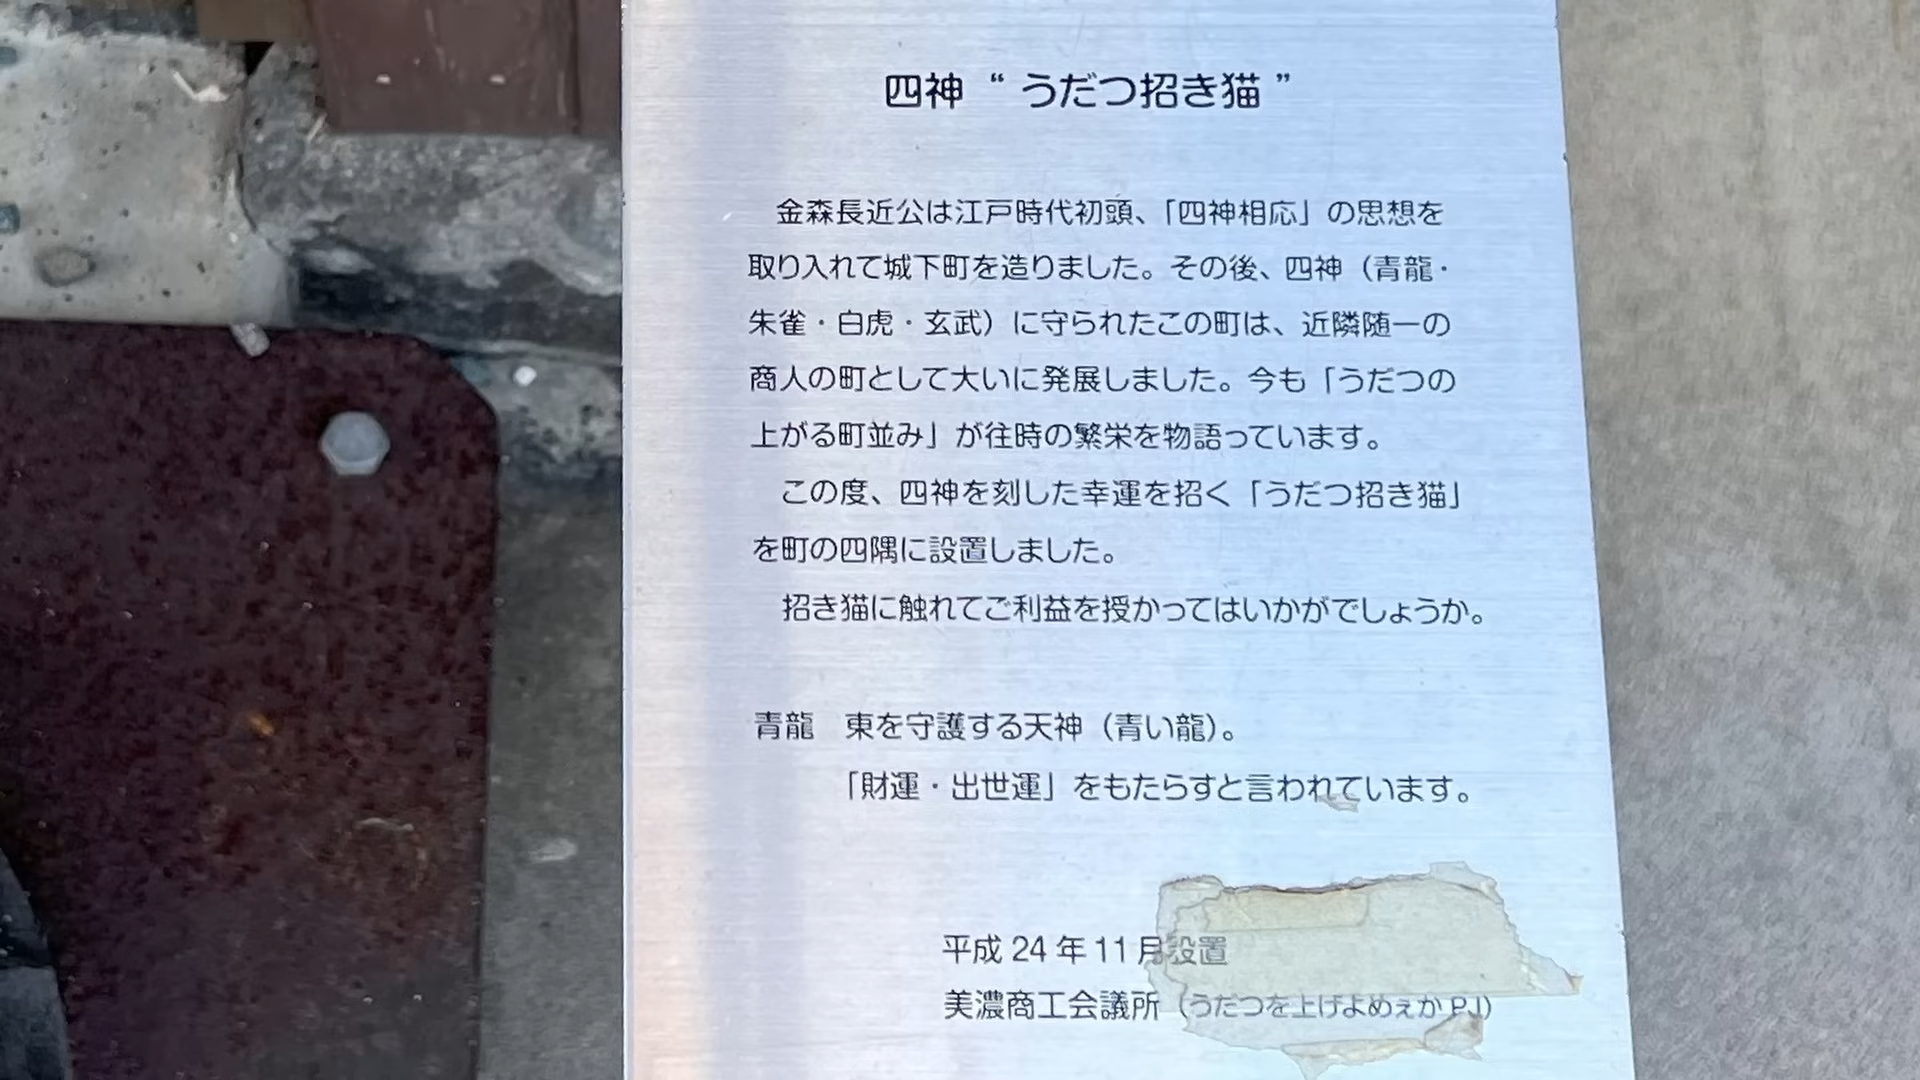 四神 “ うだつ招き猫 ”
金森長近公は江戸時代初頭、「四神相応」の思想を
取り入れて城下町を造りました。その後、四神（青龍・
朱雀・白虎・玄武）に守られたこの町は、近隣随一の
商人の町として大いに発展しました。今も「うだつの
上がる町並み」が往時の繁栄を物語っています。
この度、四神を刻した幸運を招く「うだつ招き猫」
を町の四隅に設置しました。
招き猫に触れてご利益を授かってはいかがでしょうか。
青龍　東を守護する天神（青い龍）。
「財運・出世運」をもたらすと言われています。
平成 24 年 11 月設置
美濃商工会議所（うだつを上げよめぇか PJ）